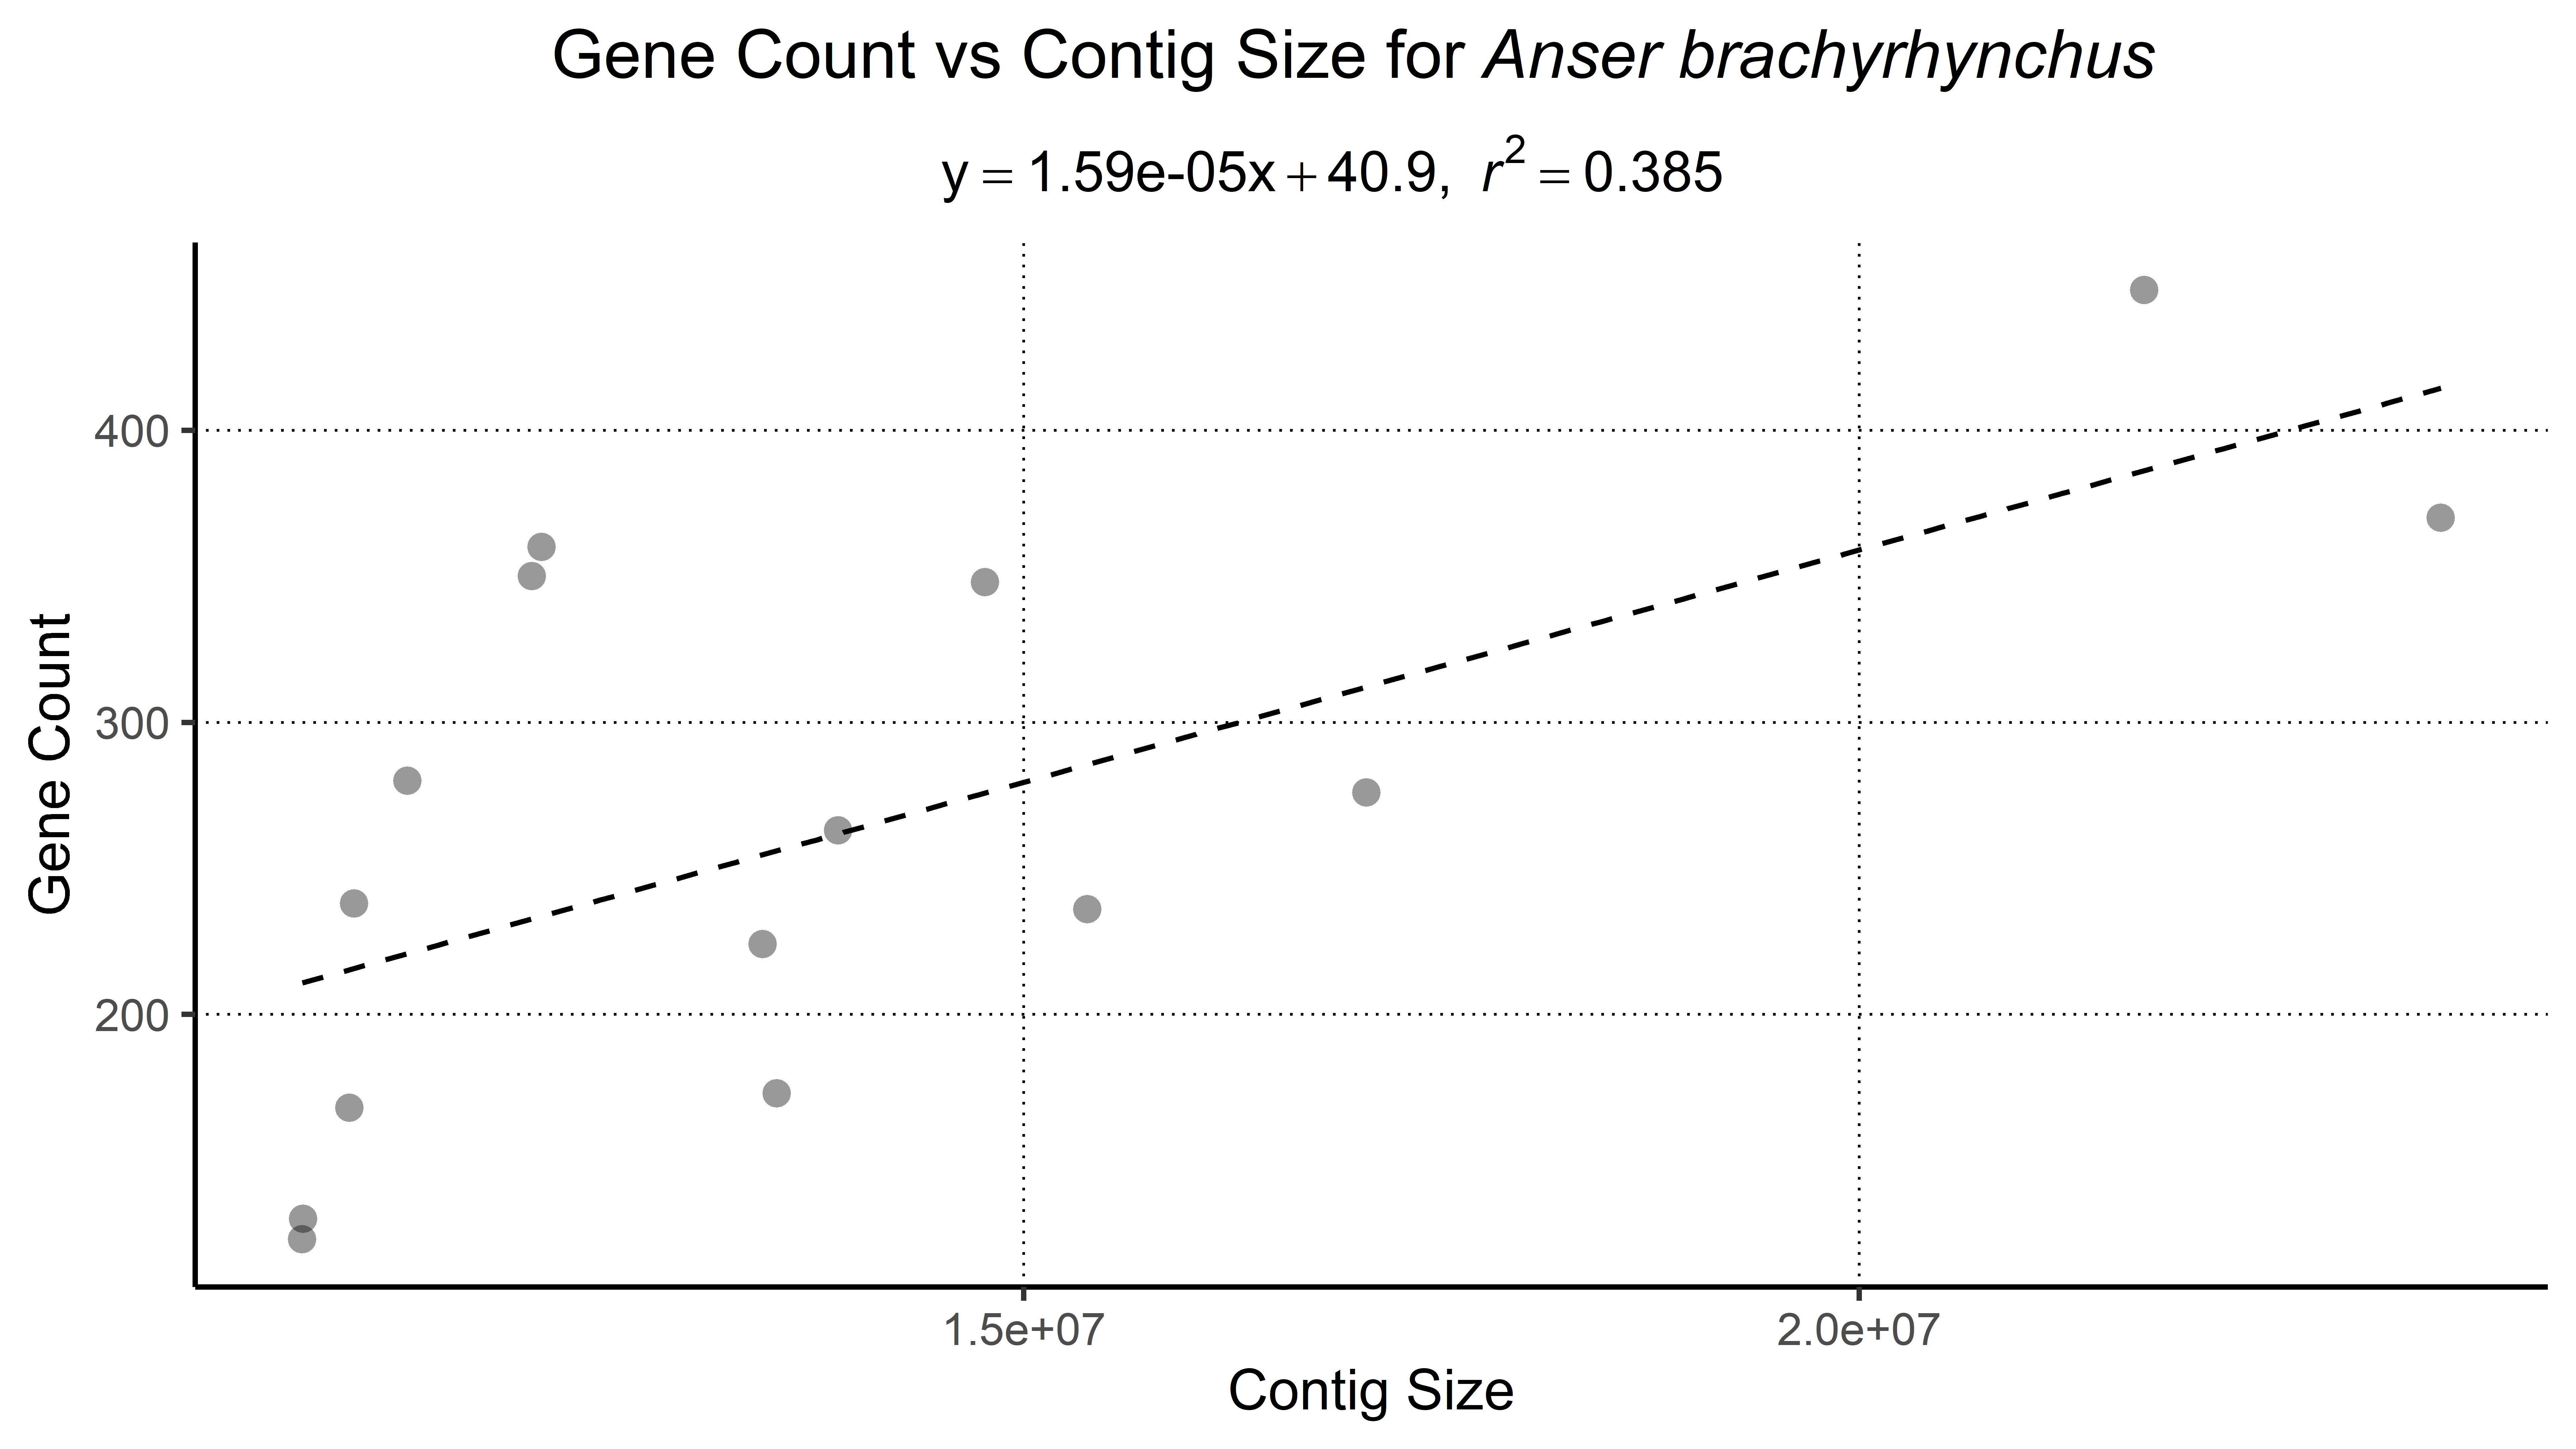 Gene Count vs Contig Size for Anser brachyrhynchus
y = 1.59e-05x + 40.9, r² = 0.385
Gene Count
400
300
200
1.5e+07
2.0e+07
Contig Size